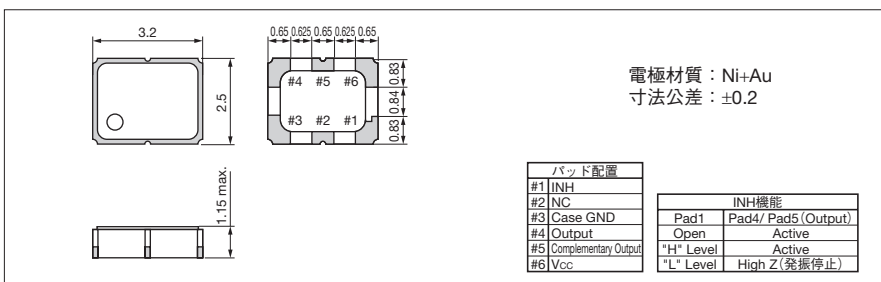 3.2
2.5
1.15 max.
0.65 0.625 0.65 0.625 0.65
#4 #5 #6
#3 #2 #1
0.83
0.84
0.83
電極材質：Ni+Au
寸法公差：±0.2
パッド配置
#1 INH
#2 NC
#3 Case GND
#4 Output
#5 Complementary Output
#6 Vcc
INH機能
Pad1 Pad4/ Pad5(Output)
Open Active
"H" Level Active
"L" Level High Z(発振停止)